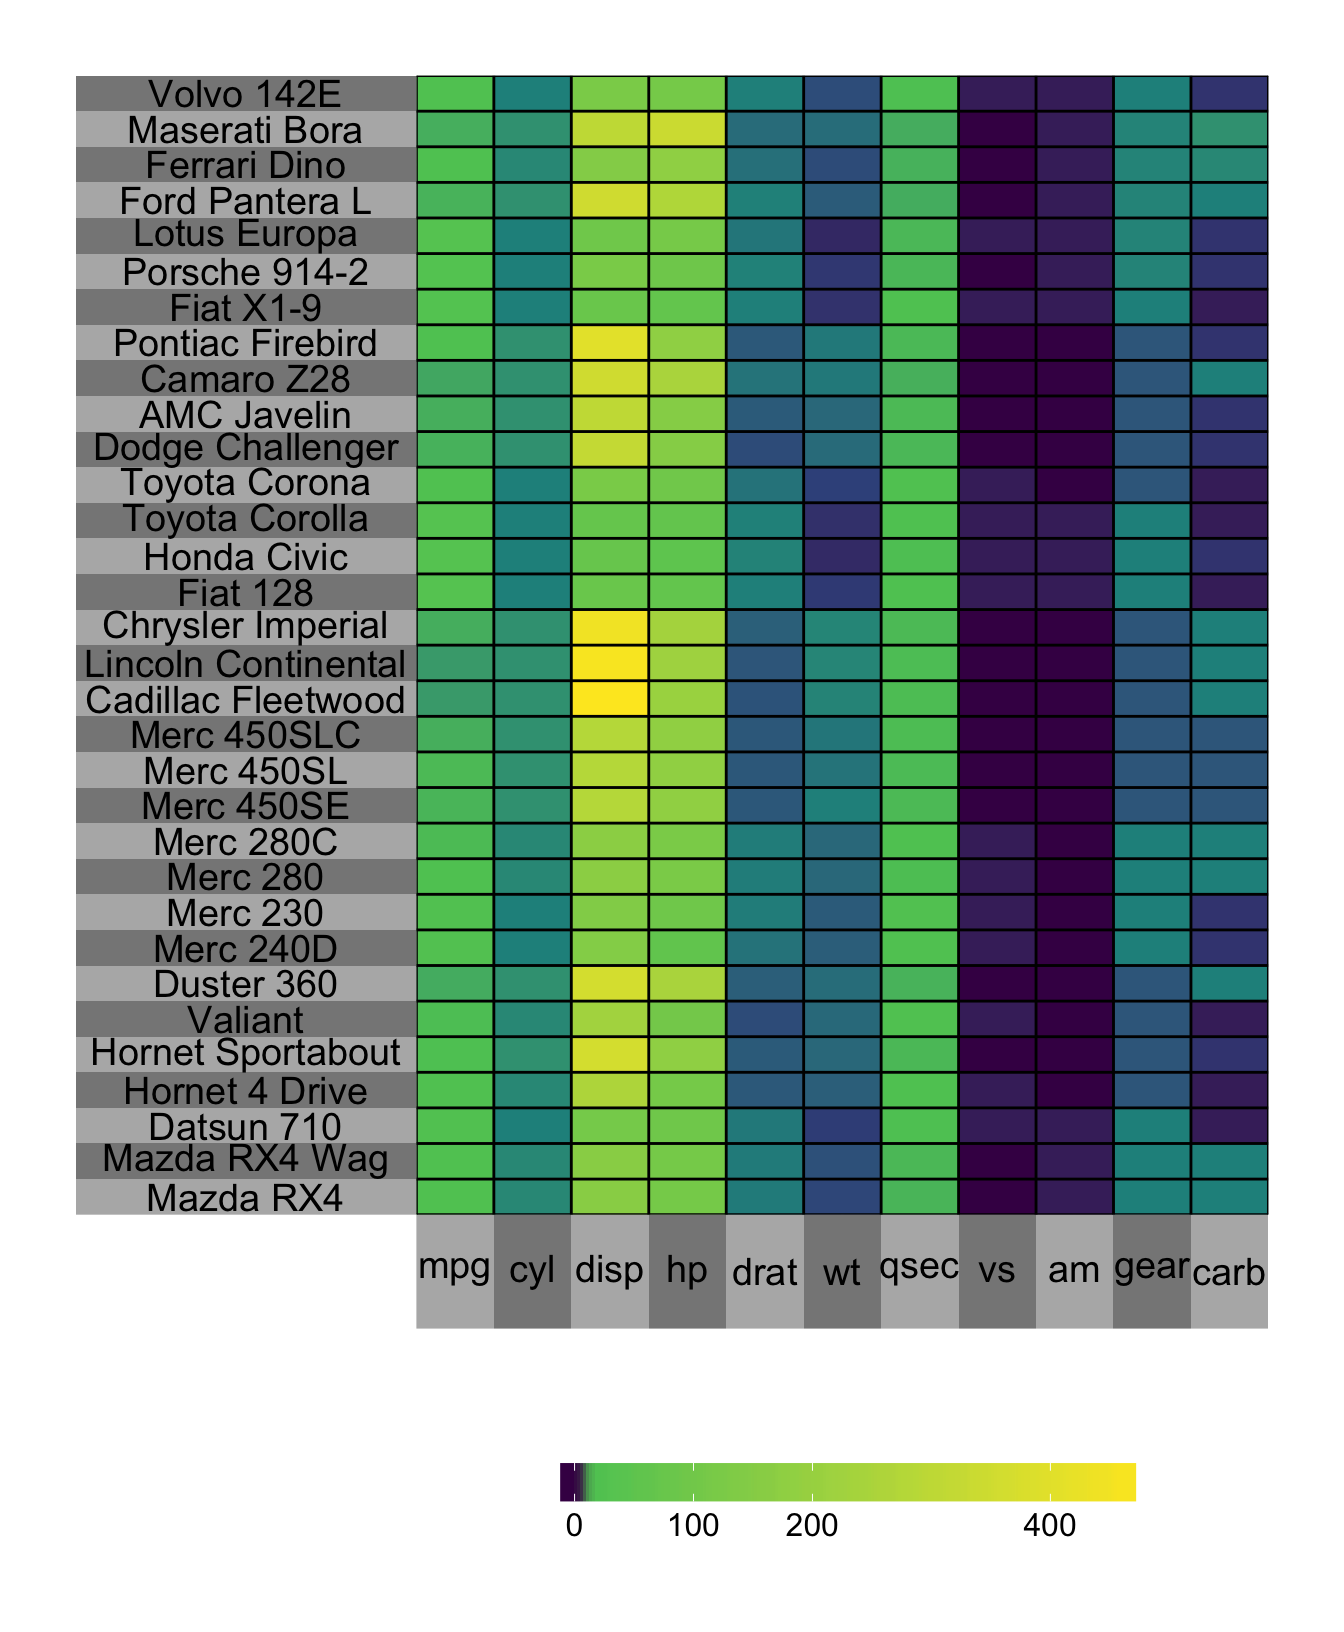 Volvo 142E
Maserati Bora
Ferrari Dino
Ford Pantera L
Lotus Europa
Porsche 914-2
Fiat X1-9
Pontiac Firebird
Camaro Z28
AMC Javelin
Dodge Challenger
Toyota Corona
Toyota Corolla
Honda Civic
Fiat 128
Chrysler Imperial
Lincoln Continental
Cadillac Fleetwood
Merc 450SLC
Merc 450SL
Merc 450SE
Merc 280C
Merc 280
Merc 230
Merc 240D
Duster 360
Valiant
Hornet Sportabout
Hornet 4 Drive
Datsun 710
Mazda RX4 Wag
Mazda RX4
mpg cyl disp hp drat wt qsec vs am gear carb
0 100 200 400